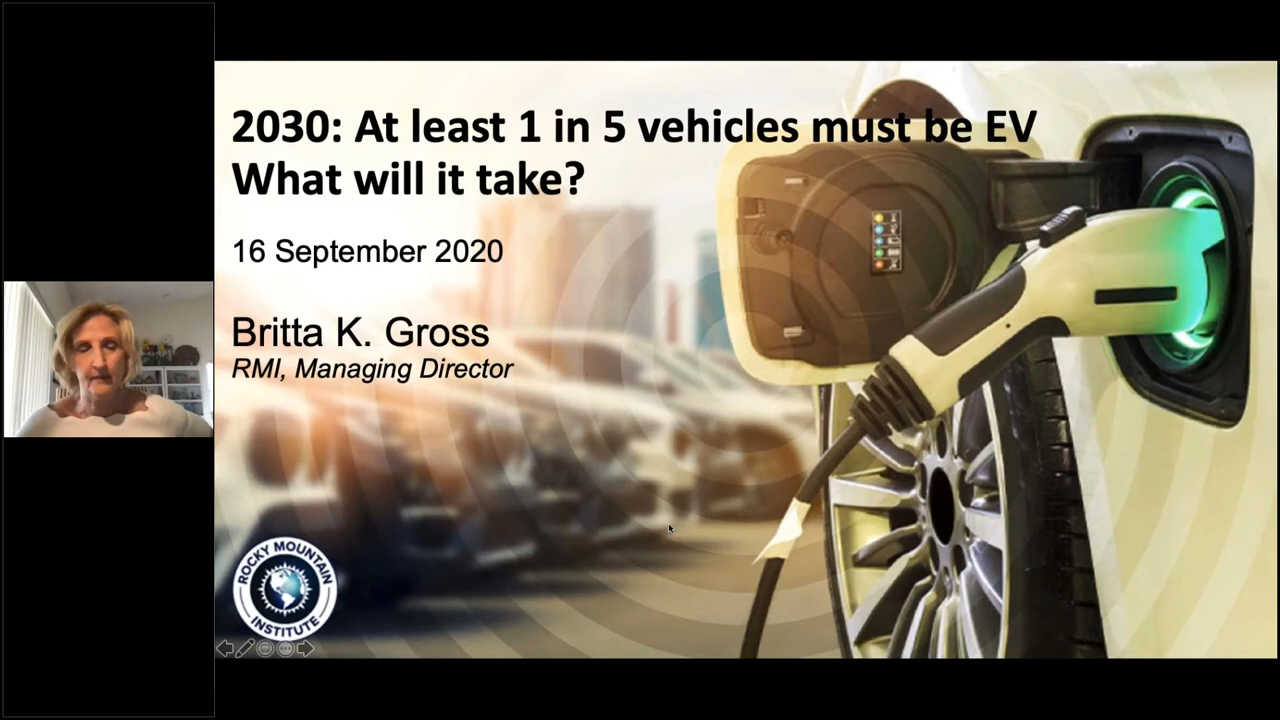 2030: At least 1 in 5 vehicles must be EV
What will it take?
16 September 2020
Britta K. Gross
RMI, Managing Director
ROCKY MOUNTAIN
INSTITUTE